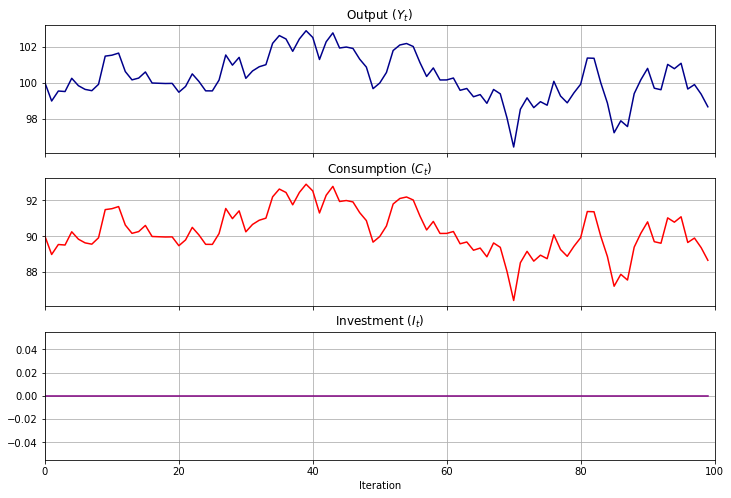 Output (Y_t)
102
100
98
Consumption (C_t)
92
90
88
Investment (I_t)
0.04
0.02
0.00
−0.02
−0.04
0 20 40 60 80 100
Iteration